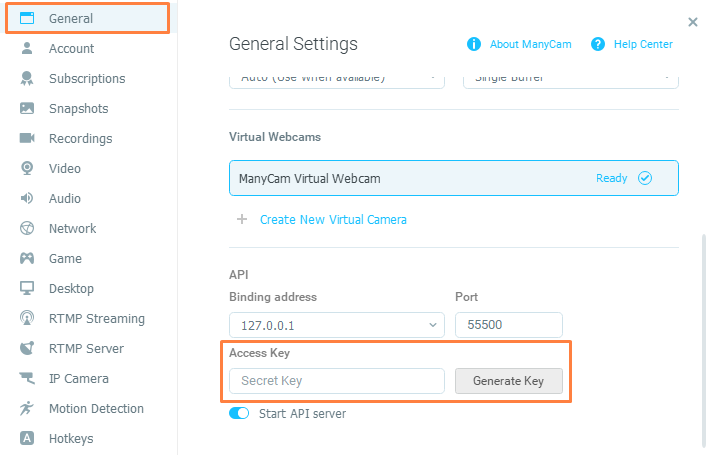 General
Account
Subscriptions
Snapshots
Recordings
Video
Audio
Network
Game
Desktop
RTMP Streaming
RTMP Server
IP Camera
Motion Detection
Hotkeys
General Settings
About ManyCam
Help Center
Auto (Use when available)
Single Buffer
Virtual Webcams
ManyCam Virtual Webcam
Ready
Create New Virtual Camera
API
Binding address
Port
127.0.0.1
55500
Access Key
Secret Key
Generate Key
Start API server